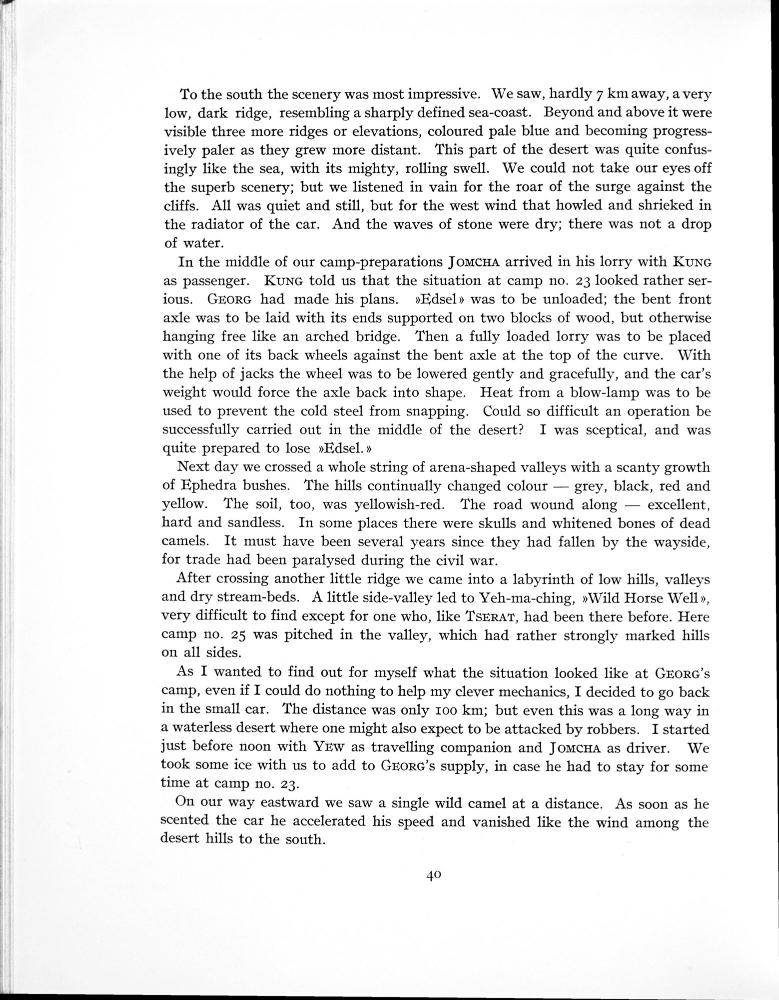 To the south the scenery was most impressive. We saw, hardly 7 km away, a very
low, dark ridge, resembling a sharply defined sea-coast. Beyond and above it were
visible three more ridges or elevations, coloured pale blue and becoming progress-
ively paler as they grew more distant. This part of the desert was quite confus-
ingly like the sea, with its mighty, rolling swell. We could not take our eyes off
the superb scenery; but we listened in vain for the roar of the surge against the
cliffs. All was quiet and still, but for the west wind that howled and shrieked in
the radiator of the car. And the waves of stone were dry; there was not a drop
of water.
In the middle of our camp-preparations JOMCHA arrived in his lorry with KUNG
as passenger. KUNG told us that the situation at camp no. 23 looked rather ser-
ious. GEORG had made his plans. »Edsel» was to be unloaded; the bent front
axle was to be laid with its ends supported on two blocks of wood, but otherwise
hanging free like an arched bridge. Then a fully loaded lorry was to be placed
with one of its back wheels against the bent axle at the top of the curve. With
the help of jacks the wheel was to be lowered gently and gracefully, and the car's
weight would force the axle back into shape. Heat from a blow-lamp was to be
used to prevent the cold steel from snapping. Could so difficult an operation be
successfully carried out in the middle of the desert? I was sceptical, and was
quite prepared to lose »Edsel.»
Next day we crossed a whole string of arena-shaped valleys with a scanty growth
of Ephedra bushes. The hills continually changed colour — grey, black, red and
yellow. The soil, too, was yellowish-red. The road wound along — excellent,
hard and sandless. In some places there were skulls and whitened bones of dead
camels. It must have been several years since they had fallen by the wayside,
for trade had been paralysed during the civil war.
After crossing another little ridge we came into a labyrinth of low hills, valleys
and dry stream-beds. A little side-valley led to Yeh-ma-ching, »Wild Horse Well»,
very difficult to find except for one who, like TSERAT, had been there before. Here
camp no. 25 was pitched in the valley, which had rather strongly marked hills
on all sides.
As I wanted to find out for myself what the situation looked like at GEORG's
camp, even if I could do nothing to help my clever mechanics, I decided to go back
in the small car. The distance was only 100 km; but even this was a long way in
a waterless desert where one might also expect to be attacked by robbers. I started
just before noon with YEW as travelling companion and JOMCHA as driver. We
took some ice with us to add to GEORG's supply, in case he had to stay for some
time at camp no. 23.
On our way eastward we saw a single wild camel at a distance. As soon as he
scented the car he accelerated his speed and vanished like the wind among the
desert hills to the south.
40